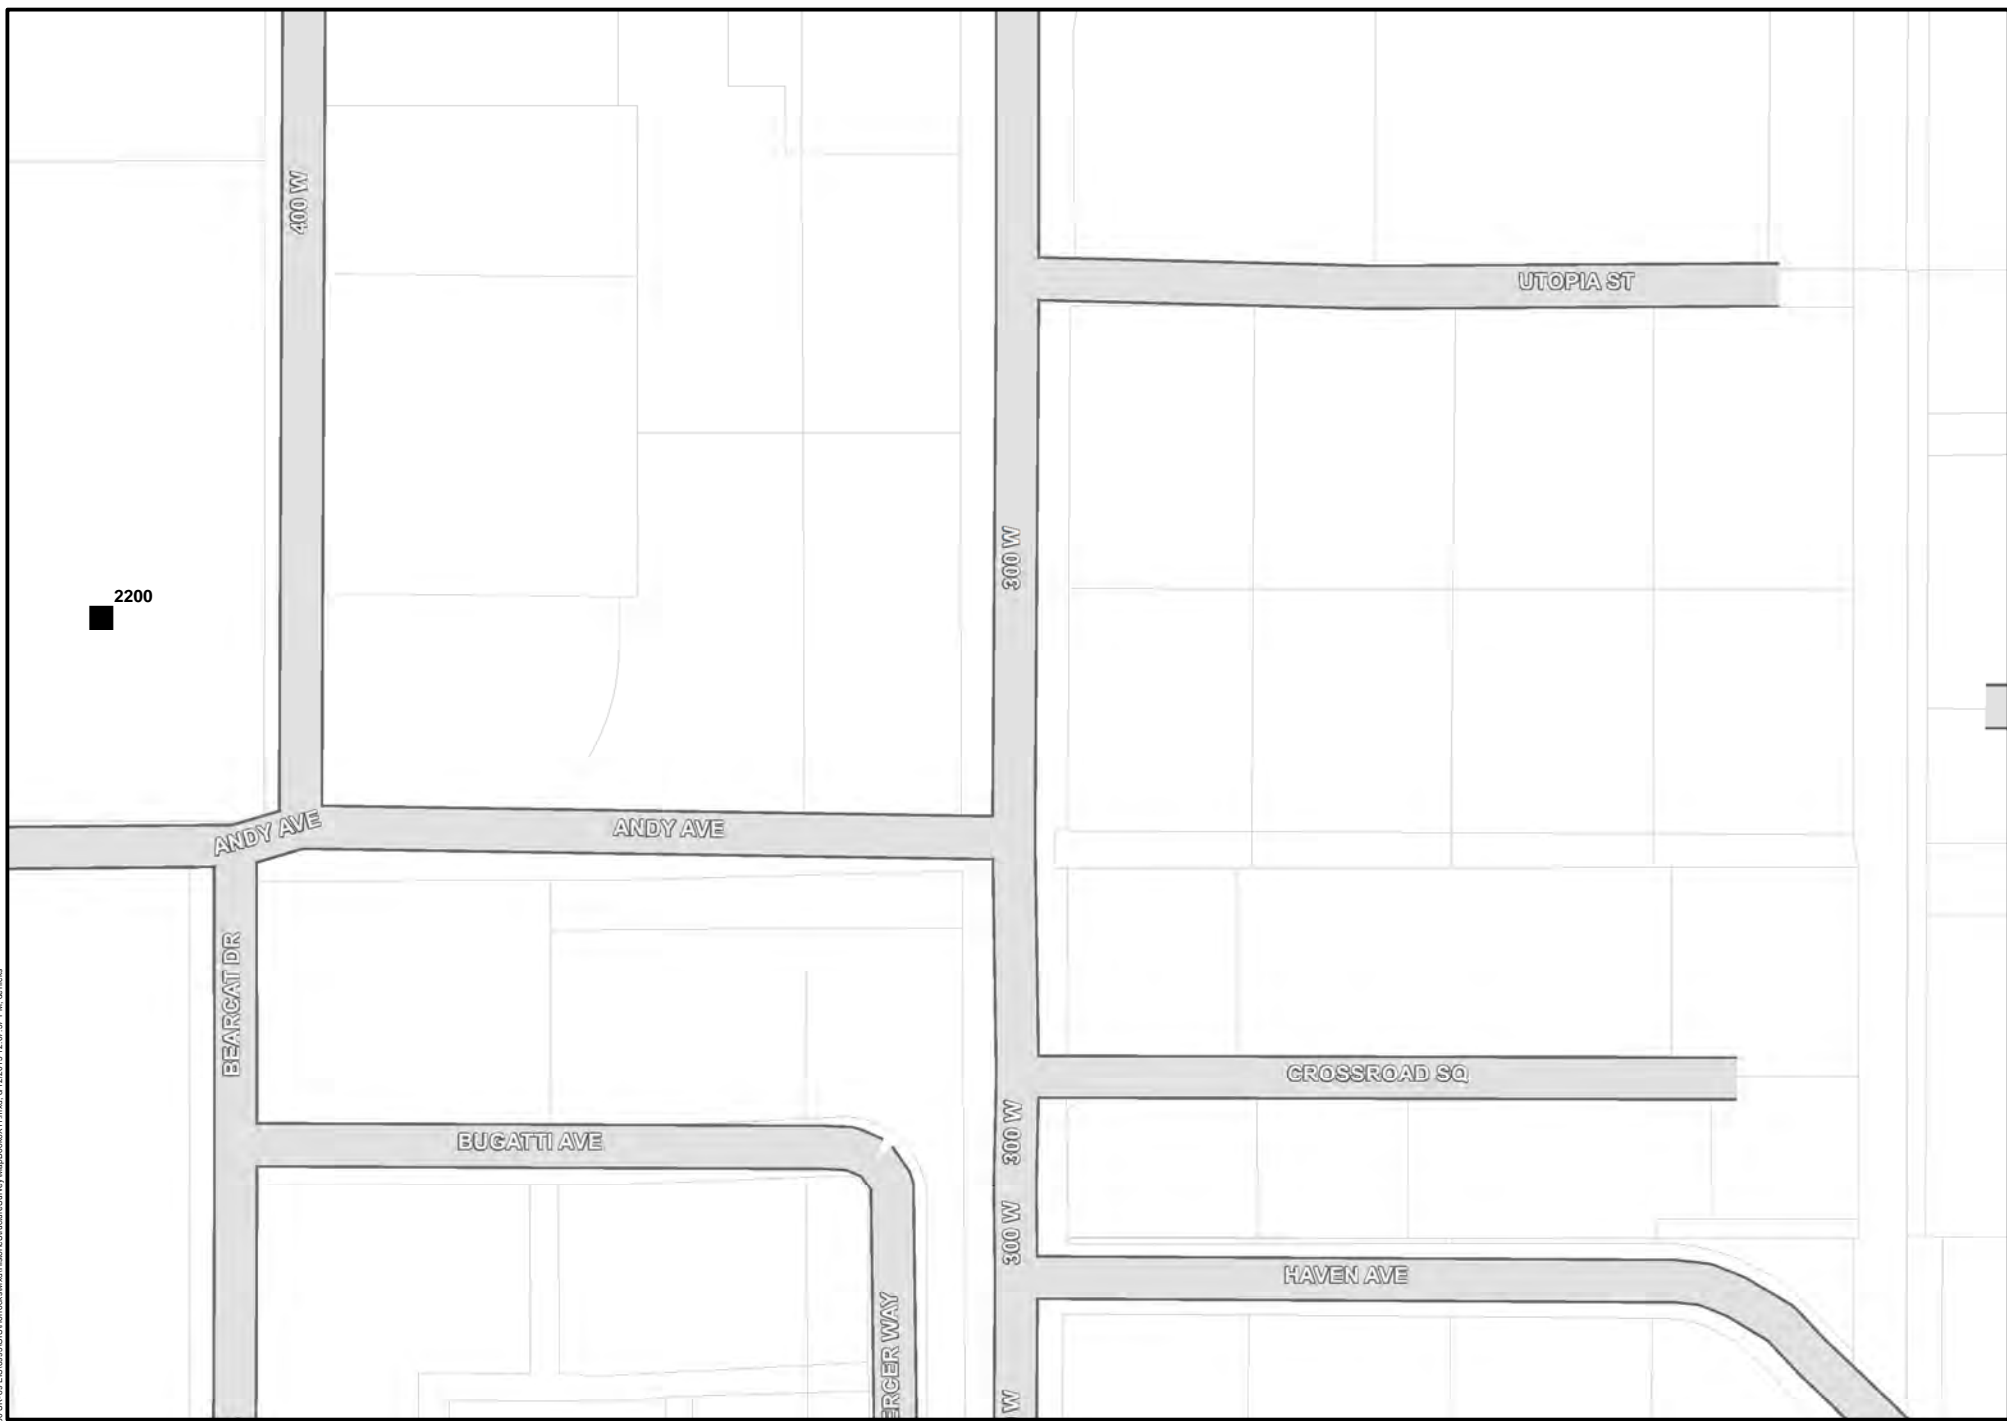 400 W
UTOPIA ST
300 W
2200
ANDY AVE
ANDY AVE
BEARCAT DR
CROSSROAD SQ
300 W
BUGATTI AVE
300 W
HAVEN AVE
ERCER WAY
W